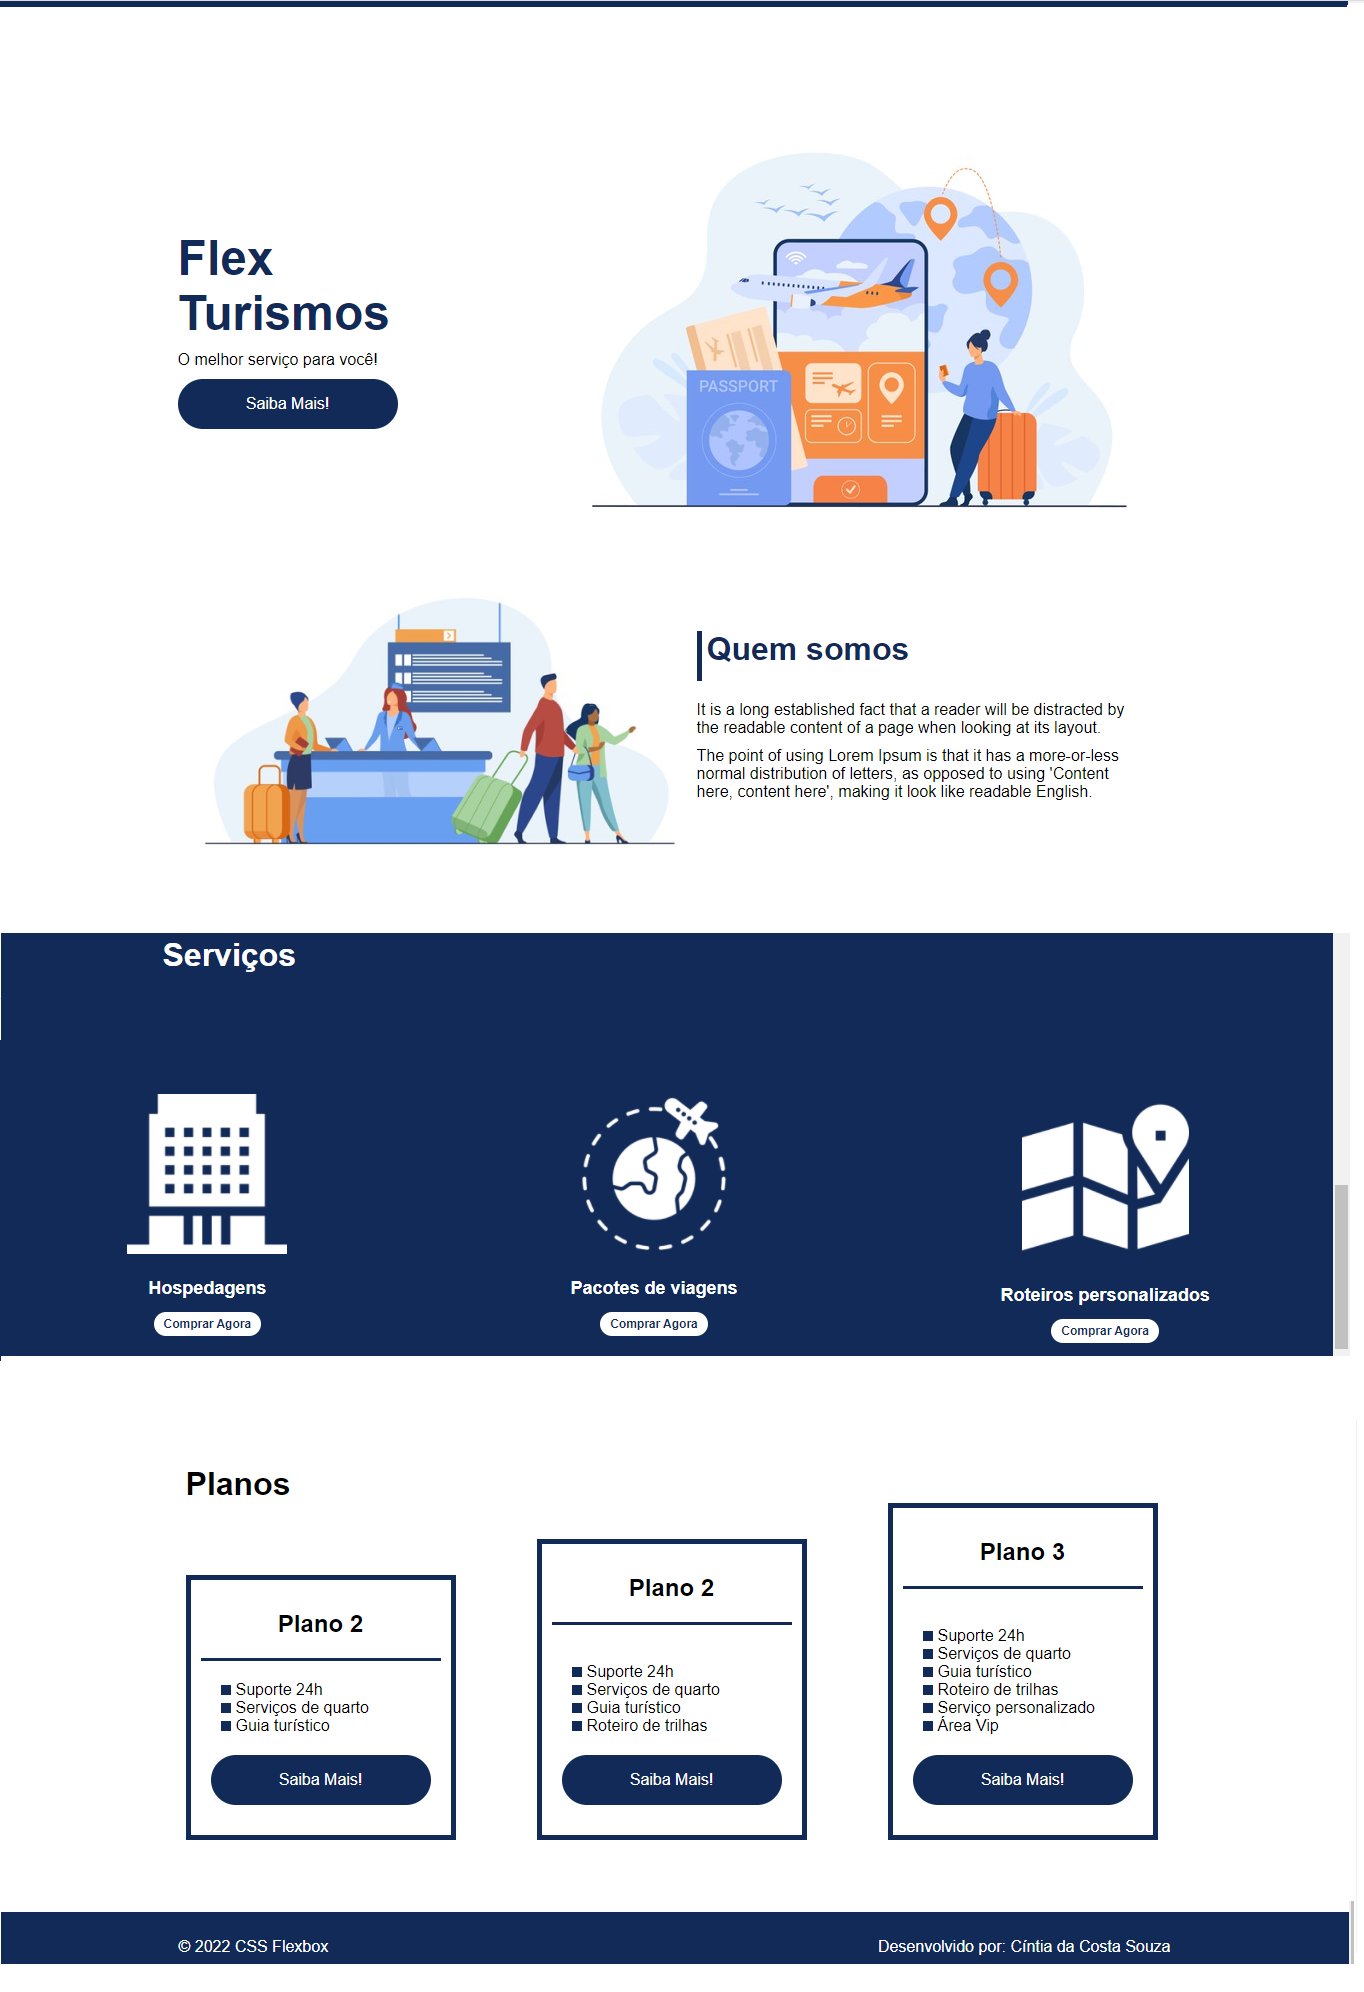 Flex
Turismos
O melhor serviço para você!
Saiba Mais!
PASSPORT
Quem somos
It is a long established fact that a reader will be distracted by
the readable content of a page when looking at its layout.
The point of using Lorem Ipsum is that it has a more-or-less
normal distribution of letters, as opposed to using 'Content
here, content here', making it look like readable English.
Serviços
Hospedagens
Comprar Agora
Pacotes de viagens
Comprar Agora
Roteiros personalizados
Comprar Agora
Planos
Plano 2
Suporte 24h
Serviços de quarto
Guia turístico
Saiba Mais!
Plano 2
Suporte 24h
Serviços de quarto
Guia turístico
Roteiro de trilhas
Saiba Mais!
Plano 3
Suporte 24h
Serviços de quarto
Guia turístico
Roteiro de trilhas
Serviço personalizado
Área Vip
Saiba Mais!
© 2022 CSS Flexbox
Desenvolvido por: Cíntia da Costa Souza